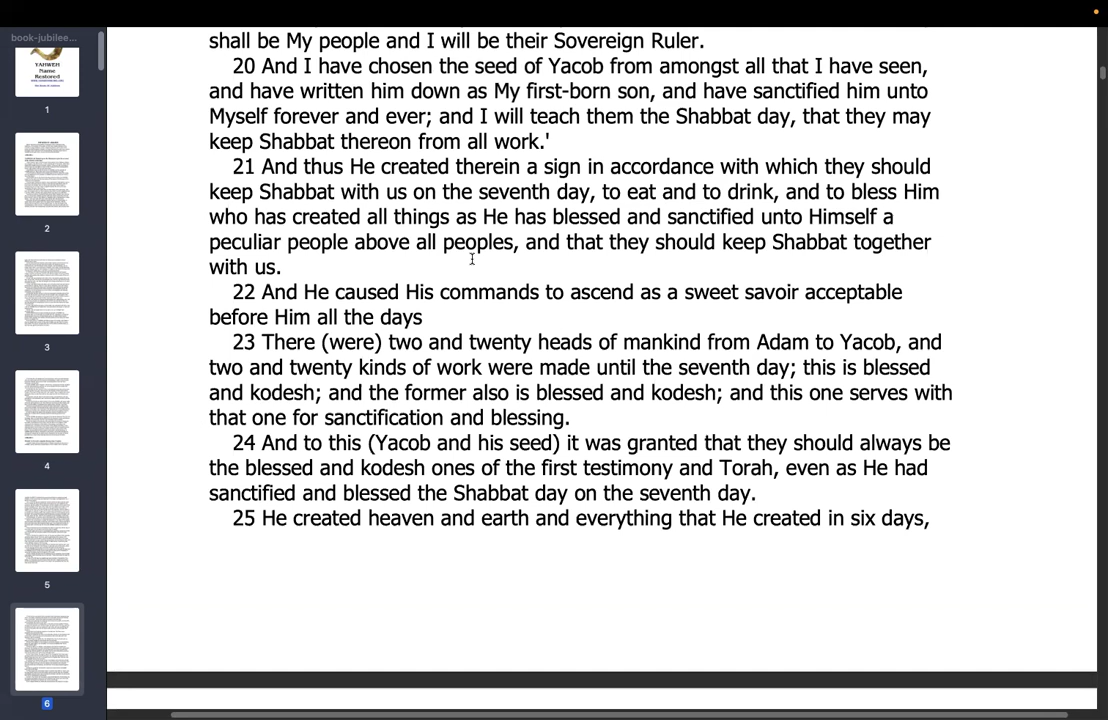 book-jubilee...
YAHWEH
Name
Restored
1
2
3
4
5
6
shall be My people and I will be their Sovereign Ruler.
20 And I have chosen the seed of Yacob from amongst all that I have seen,
and have written him down as My first-born son, and have sanctified him unto
Myself forever and ever; and I will teach them the Shabbat day, that they may
keep Shabbat thereon from all work.'
21 And thus He created therein a sign in accordance with which they should
keep Shabbat with us on the seventh day, to eat and to drink, and to bless Him
who has created all things as He has blessed and sanctified unto Himself a
peculiar people above all peoples, and that they should keep Shabbat together
with us.
22 And He caused His commands to ascend as a sweet savoir acceptable
before Him all the days
23 There (were) two and twenty heads of mankind from Adam to Yacob, and
two and twenty kinds of work were made until the seventh day; this is blessed
and kodesh; and the former also is blessed and kodesh; and this one serves with
that one for sanctification and blessing.
24 And to this (Yacob and his seed) it was granted that they should always be
the blessed and kodesh ones of the first testimony and Torah, even as He had
sanctified and blessed the Shabbat day on the seventh day.
25 He created heaven and earth and everything that He created in six days,